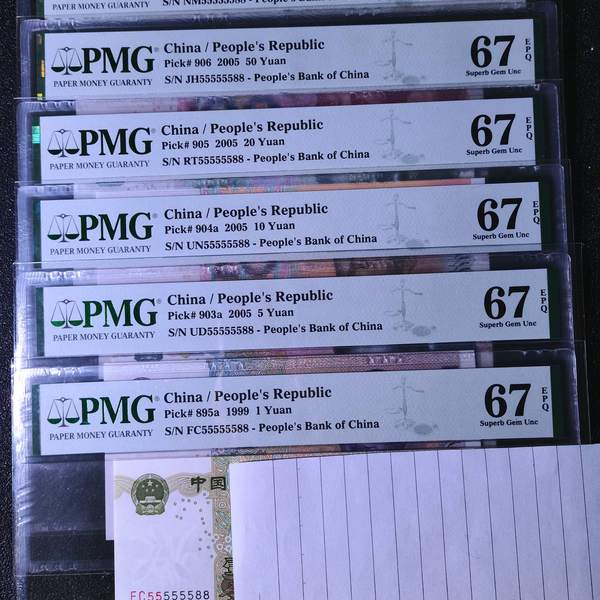 S/N NM55555588 - People's Bank of China
PMG
PAPER MONEY GUARANTY
China / People's Republic
Pick# 906 2005 50 Yuan
S/N JH55555588 - People's Bank of China
67 EPQ
Superb Gem Unc
PMG
PAPER MONEY GUARANTY
China / People's Republic
Pick# 905 2005 20 Yuan
S/N RT55555588 - People's Bank of China
67 EPQ
Superb Gem Unc
PMG
PAPER MONEY GUARANTY
China / People's Republic
Pick# 904a 2005 10 Yuan
S/N UN55555588 - People's Bank of China
67 EPQ
Superb Gem Unc
PMG
PAPER MONEY GUARANTY
China / People's Republic
Pick# 903a 2005 5 Yuan
S/N UD55555588 - People's Bank of China
67 EPQ
Superb Gem Unc
PMG
PAPER MONEY GUARANTY
China / People's Republic
Pick# 895a 1999 1 Yuan
S/N FC55555588 - People's Bank of China
67 EPQ
Superb Gem Unc
中国
FC55555588